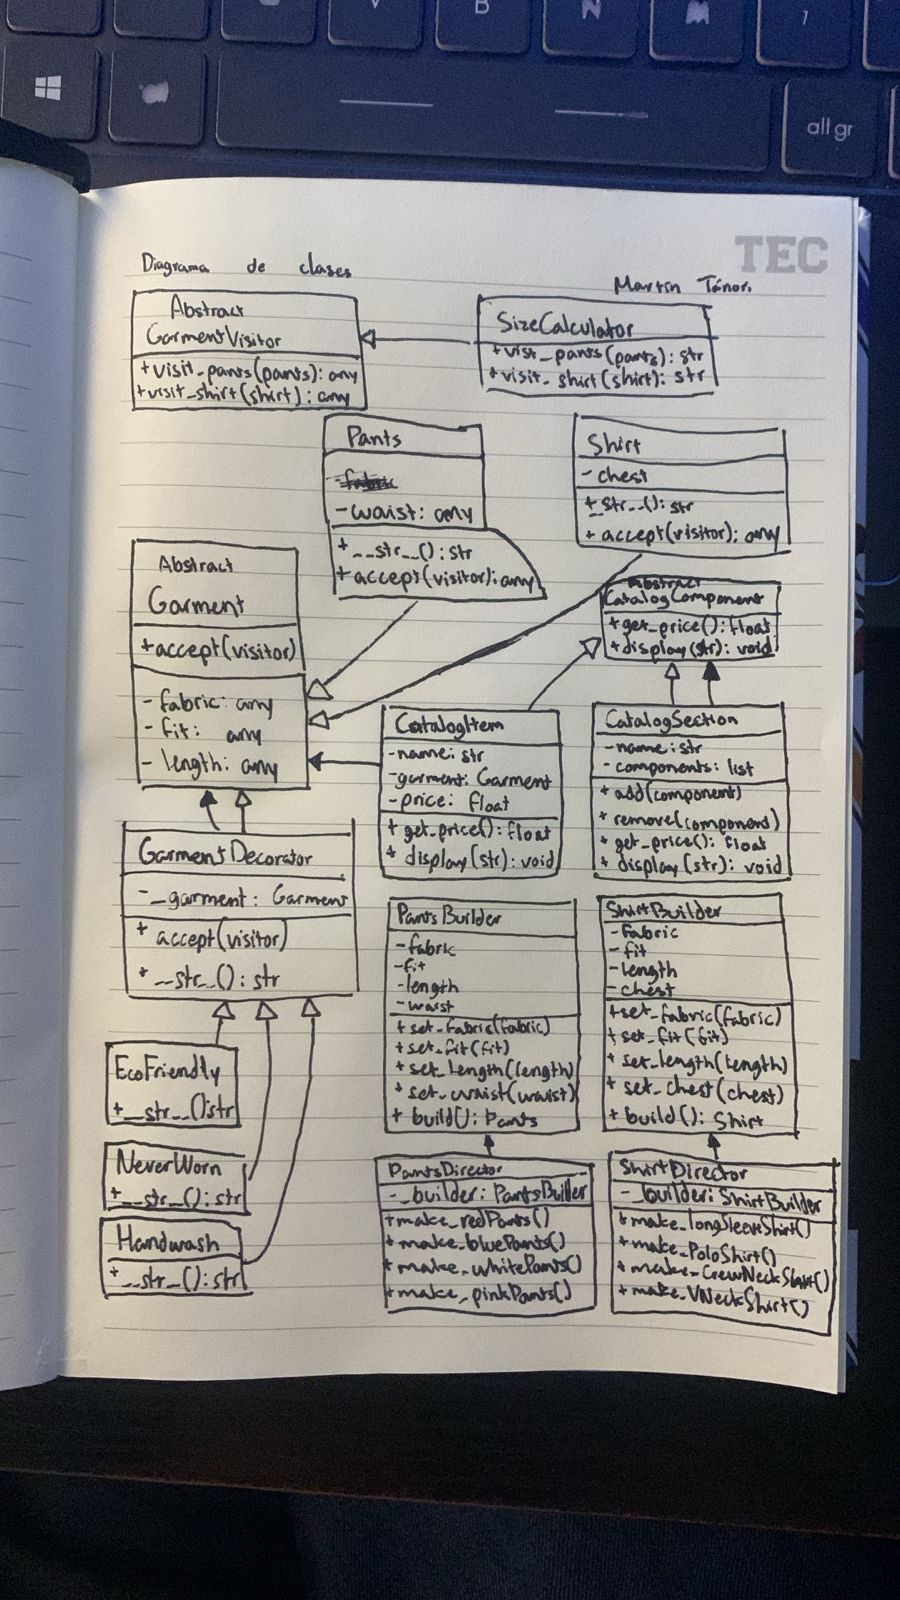 V
B
N
M
1
all gr
TEC
Diagrama de clases
Martín Tánori.
Abstract
GarmentVisitor
+visit_pants(pants): any
+visit_shirt(shirt): any
SizeCalculator
+visit_pants(pants): str
+visit_shirt(shirt): str
Pants
-fabric
-waist: any
+__str__(): str
+accept(visitor): any
Shirt
-chest
+_str__(): str
+accept(visitor): any
Abstract
Garment
+accept(visitor)
-fabric: any
-fit: any
-length: any
Abstract
CatalogComponent
+get_price(): float
+display(str): void
CatalogItem
-name: str
-garment: Garment
-price: float
+get_price(): float
+display(str): void
CatalogSection
-name: str
-components: list
+add(component)
+remove(component)
+get_price(): float
+display(str): void
GarmentDecorator
-_garment: Garment
+accept(visitor)
+__str__(): str
PantsBuilder
-fabric
-fit
-length
-waist
+set_fabric(fabric)
+set_fit(fit)
+set_length(length)
+set_waist(waist)
+build(): Pants
ShirtBuilder
-Fabric
-fit
-length
-chest
+set_fabric(fabric)
+set_fit(fit)
+set_length(length)
+set_chest(chest)
+build(): Shirt
EcoFriendly
+__str__():str
NeverWorn
+__str__(): str
Handwash
+__str__(): str
PantsDirector
-_builder: PantsBuilder
+make_redPants()
+make_bluePants()
+make_whitePants()
+make_pinkPants()
ShirtDirector
-_builder: ShirtBuilder
+make_longSleeveShirt()
+make_PoloShirt()
+make_CrewNeckShirt()
+make_VNeckShirt()